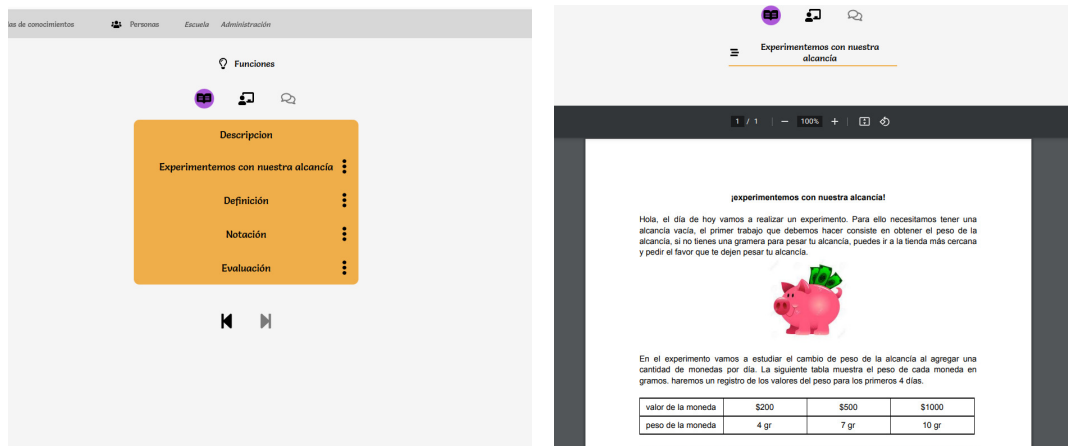 las de conocimientos Personas Escuela Administración
Funciones
Descripcion
Experimentemos con nuestra alcancía
Definición
Notación
Evaluación
Experimentemos con nuestra
alcancía
1 / 1 | — 100% + |
¡experimentemos con nuestra alcancía!
Hola, el día de hoy vamos a realizar un experimento. Para ello necesitamos tener una
alcancía vacía, el primer trabajo que debemos hacer consiste en obtener el peso de la
alcancía, si no tienes una gramera para pesar tu alcancía, puedes ir a la tienda más cercana
y pedir el favor que te dejen pesar tu alcancía.
En el experimento vamos a estudiar el cambio de peso de la alcancía al agregar una
cantidad de monedas por día. La siguiente tabla muestra el peso de cada moneda en
gramos. haremos un registro de los valores del peso para los primeros 4 días.
valor de la moneda $200 $500 $1000
peso de la moneda 4 gr 7 gr 10 gr